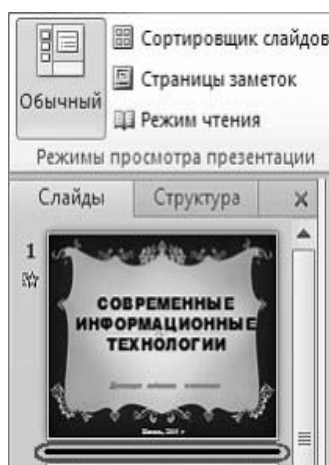 Обычный
Сортировщик слайдов
Страницы заметок
Режим чтения
Режимы просмотра презентации
Слайды Структура
1
СОВРЕМЕННЫЕ
ИНФОРМАЦИОННЫЕ
ТЕХНОЛОГИИ